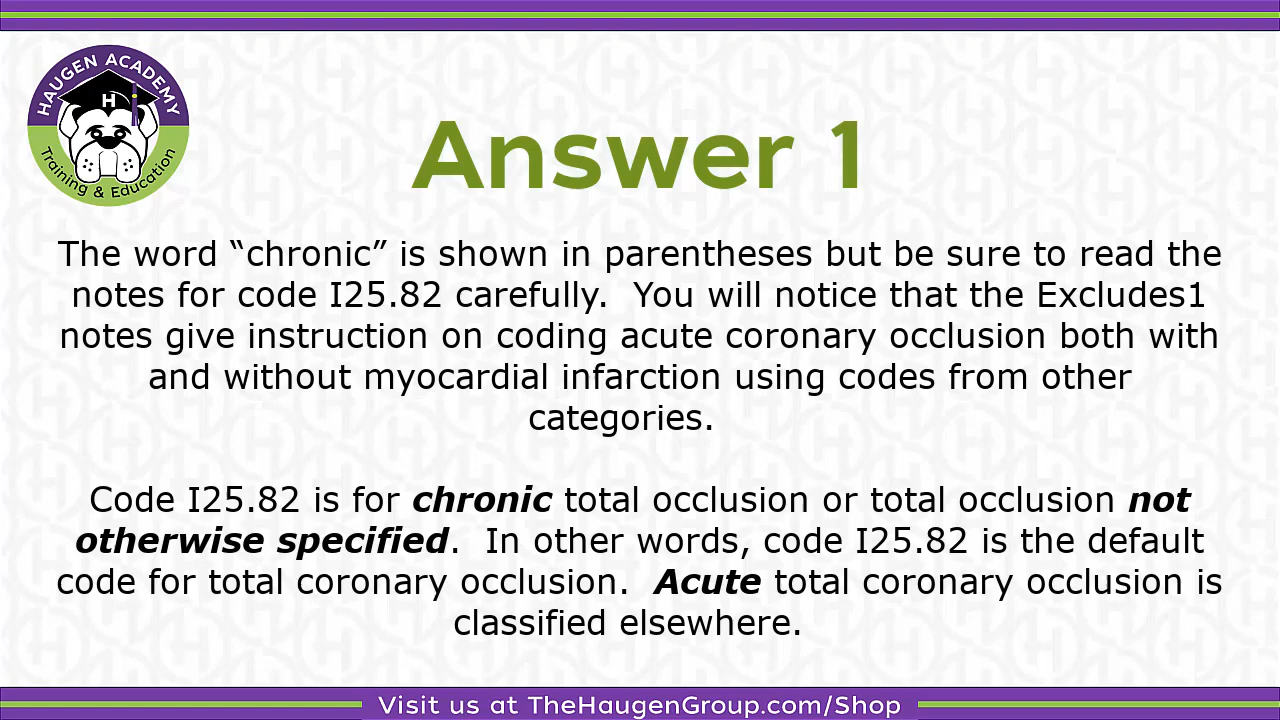 HAUGEN ACADEMY
H
Training & Education
Answer 1
The word “chronic” is shown in parentheses but be sure to read the
notes for code I25.82 carefully.  You will notice that the Excludes1
notes give instruction on coding acute coronary occlusion both with
and without myocardial infarction using codes from other
categories.
Code I25.82 is for chronic total occlusion or total occlusion not
otherwise specified.  In other words, code I25.82 is the default
code for total coronary occlusion.  Acute total coronary occlusion is
classified elsewhere.
Visit us at TheHaugenGroup.com/Shop